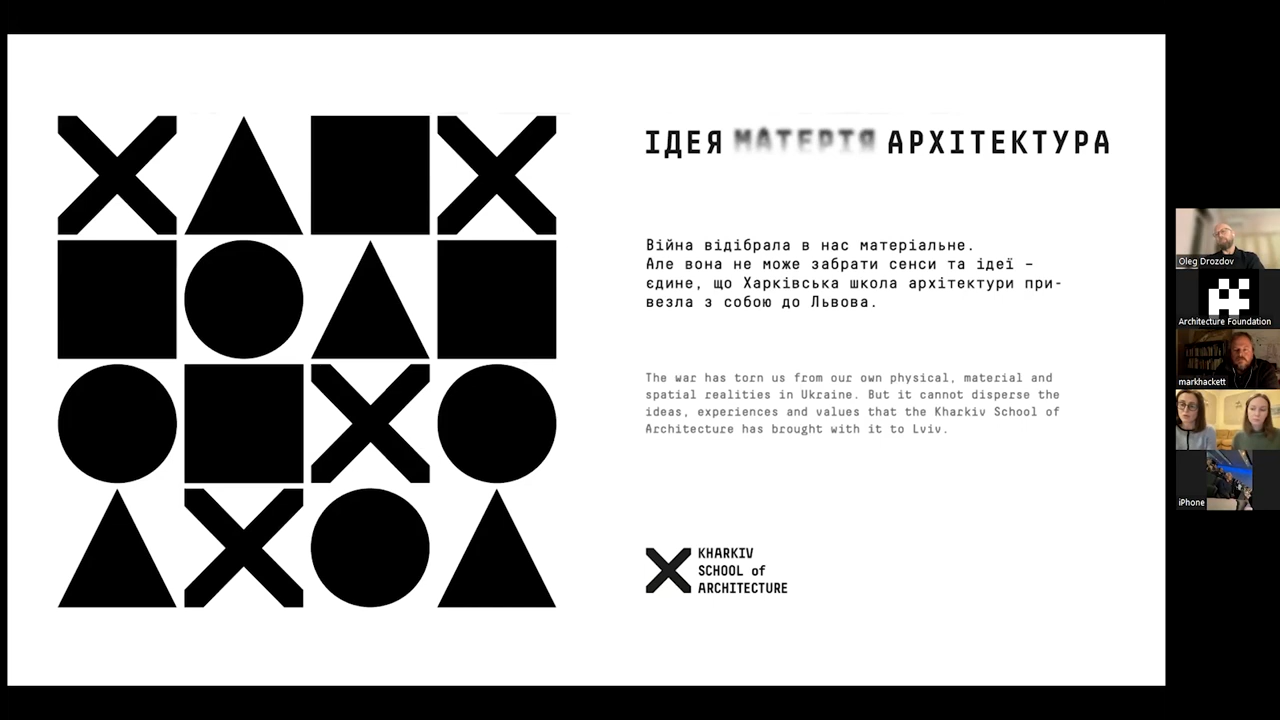 ІДЕЯ МАТЕРІЯ АРХІТЕКТУРА
Війна відібрала в нас матеріальне.
Але вона не може забрати сенси та ідеї –
єдине, що Харківська школа архітектури при-
везла з собою до Львова.
The war has torn us from our own physical, material and
spatial realities in Ukraine. But it cannot disperse the
ideas, experiences and values that the Kharkiv School of
Architecture has brought with it to Lviv.
KHARKIV
SCHOOL of
ARCHITECTURE
Oleg Drozdov
Architecture Foundation
markhackett
iPhone